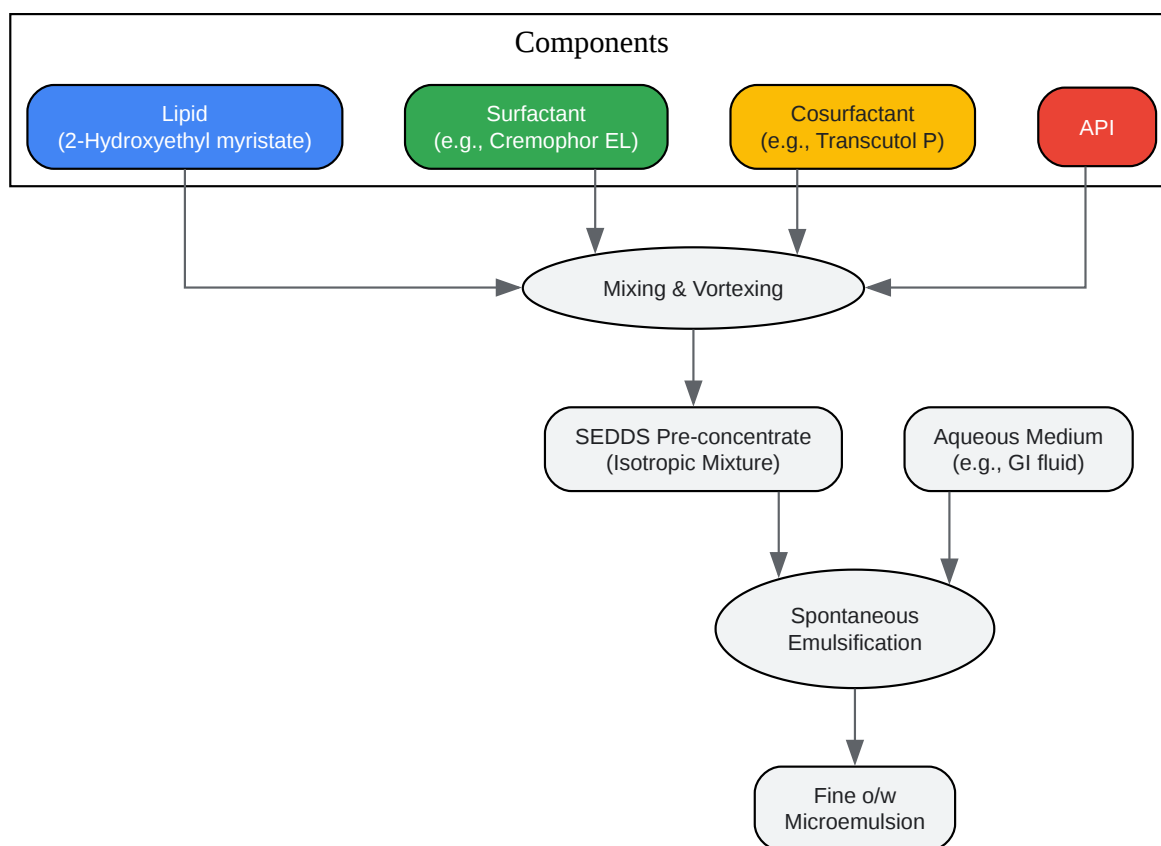 Components
Lipid
(2-Hydroxyethyl myristate)
Surfactant
(e.g., Cremophor EL)
Cosurfactant
(e.g., Transcutol P)
API
Mixing & Vortexing
SEDDS Pre-concentrate
(Isotropic Mixture)
Aqueous Medium
(e.g., GI fluid)
Spontaneous
Emulsification
Fine o/w
Microemulsion